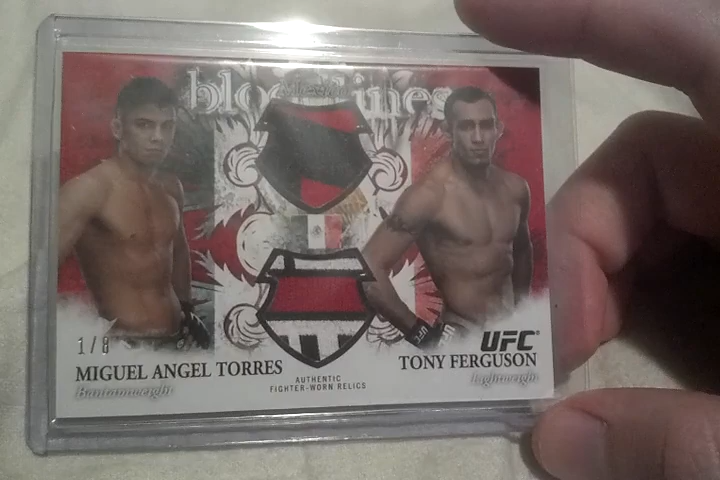 bloodlines
1/8
MIGUEL ANGEL TORRES
Bantamweight
AUTHENTIC
FIGHTER-WORN RELICS
UFC
TONY FERGUSON
Lightweight